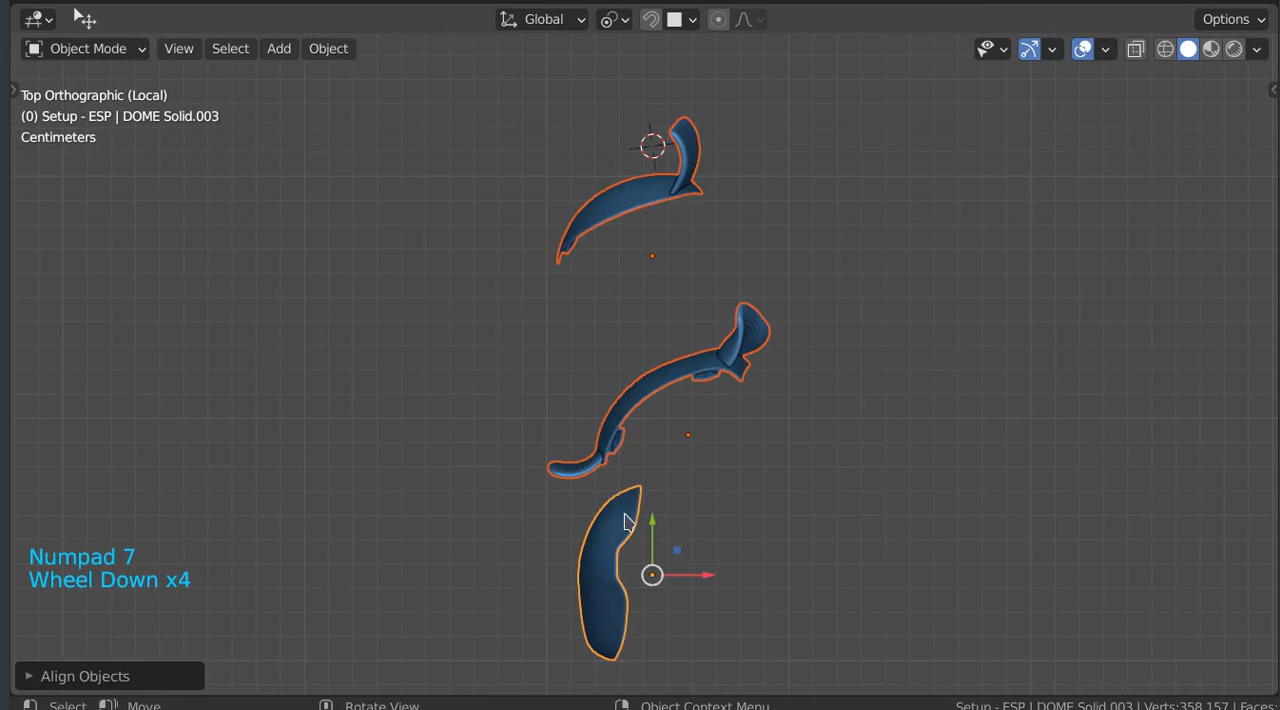 Global
Options
Object Mode View Select Add Object
Top Orthographic (Local)
(0) Setup - ESP | DOME Solid.003
Centimeters
Numpad 7
Wheel Down x4
Align Objects
Select Move Rotate View Object Context Menu Setup - ESP | DOME Solid.003 | Verts:358,157 | Faces: